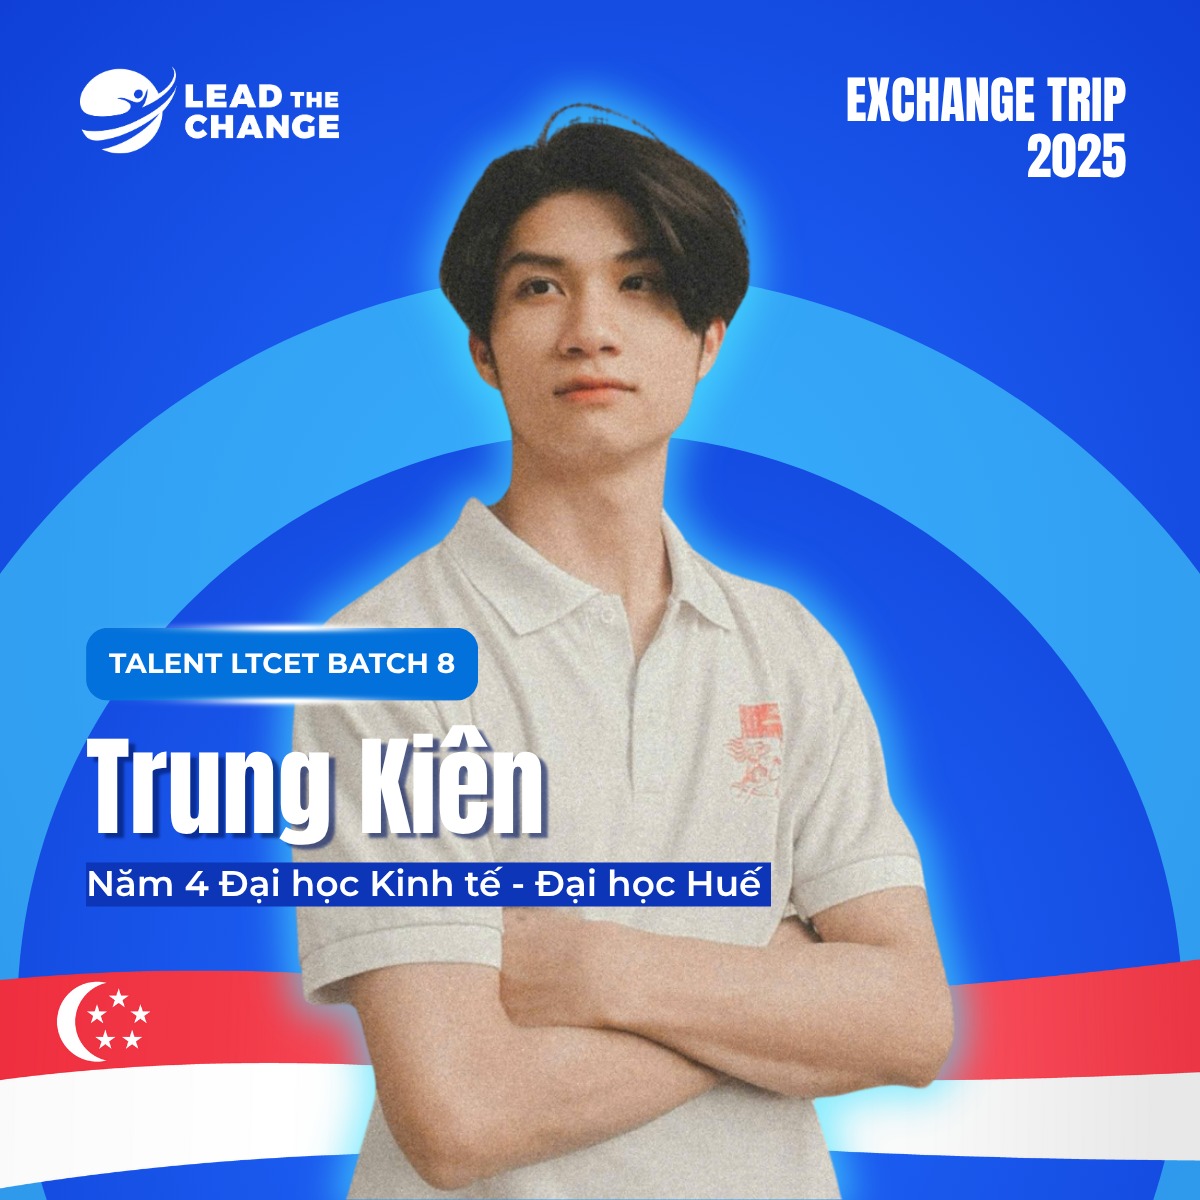 LEAD THE
CHANGE
EXCHANGE TRIP
2025
TALENT LTCET BATCH 8
Trung Kiên
Năm 4 Đại học Kinh tế - Đại học Huế